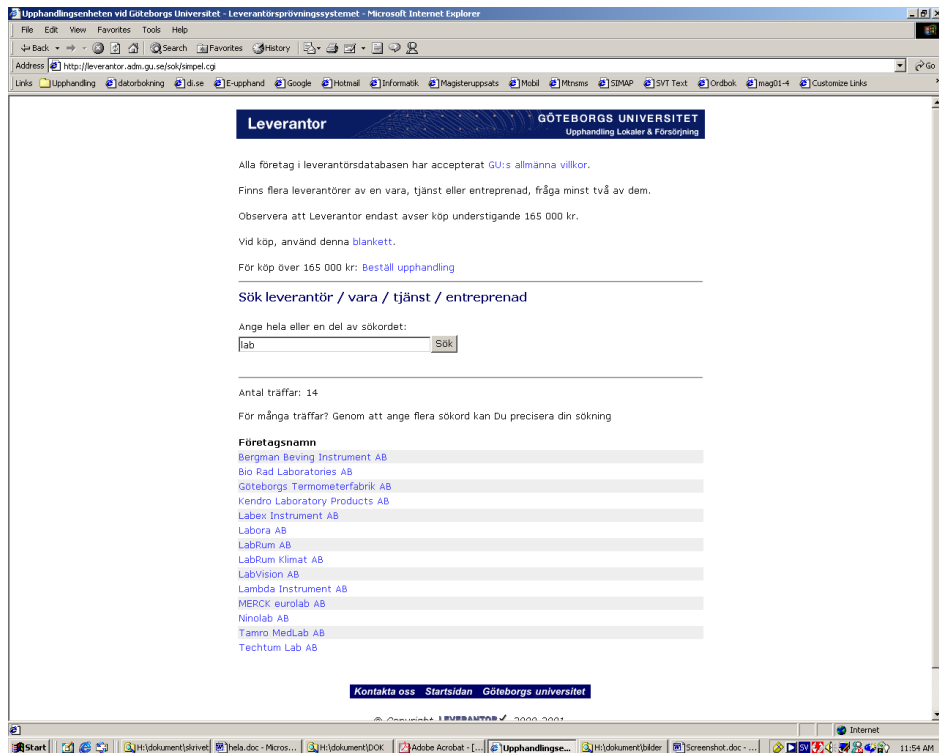 Upphandlingsenheten vid Göteborgs Universitet - Leverantörsprövningssystemet - Microsoft Internet Explorer
File Edit View Favorites Tools Help
Back Search Favorites History
Address http://leverantor.adm.gu.se/sok/simpel.cgi Go
Links Upphandling datorbokning di.se E-upphand Google Hotmail Informatik Magisteruppsats Mobil Mtnsms SIMAP SVT Text Ordbok mag01-4 Customize Links
Leverantor
GÖTEBORGS UNIVERSITET
Upphandling Lokaler & Försörjning
Alla företag i leverantörsdatabasen har accepterat GU:s allmänna villkor.
Finns flera leverantörer av en vara, tjänst eller entreprenad, fråga minst två av dem.
Observera att Leverantor endast avser köp understigande 165 000 kr.
Vid köp, använd denna blankett.
För köp över 165 000 kr: Beställ upphandling
Sök leverantör / vara / tjänst / entreprenad
Ange hela eller en del av sökordet:
lab Sök
Antal träffar: 14
För många träffar? Genom att ange flera sökord kan Du precisera din sökning
Företagsnamn
Bergman Beving Instrument AB
Bio Rad Laboratories AB
Göteborgs Termometerfabrik AB
Kendro Laboratory Products AB
Labex Instrument AB
Labora AB
LabRum AB
LabRum Klimat AB
LabVision AB
Lambda Instrument AB
MERCK eurolab AB
Ninolab AB
Tamro MedLab AB
Techtum Lab AB
Kontakta oss Startsidan Göteborgs universitet
© Copyright LEVERANTOR 2000-2001
Internet
Start H:\dokument\skrivet hela.doc - Micros... H:\dokument\DOK Adobe Acrobat - [... Upphandlingse... H:\dokument\bilder Screenshot.doc - ... SV 11:54 AM